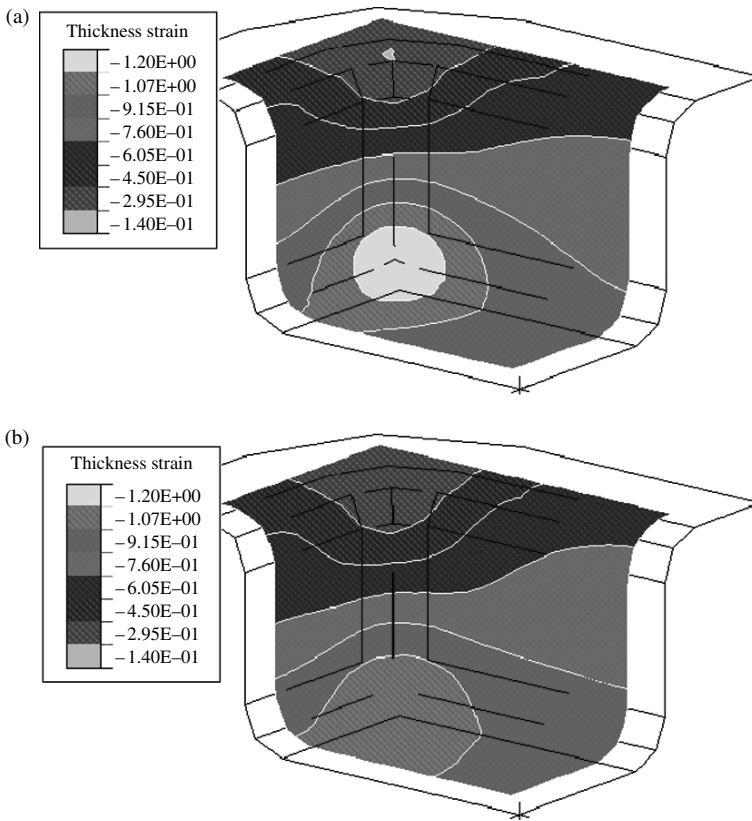 (a)
Thickness strain
−1.20E+00
−1.07E+00
−9.15E−01
−7.60E−01
−6.05E−01
−4.50E−01
−2.95E−01
−1.40E−01
(b)
Thickness strain
−1.20E+00
−1.07E+00
−9.15E−01
−7.60E−01
−6.05E−01
−4.50E−01
−2.95E−01
−1.40E−01